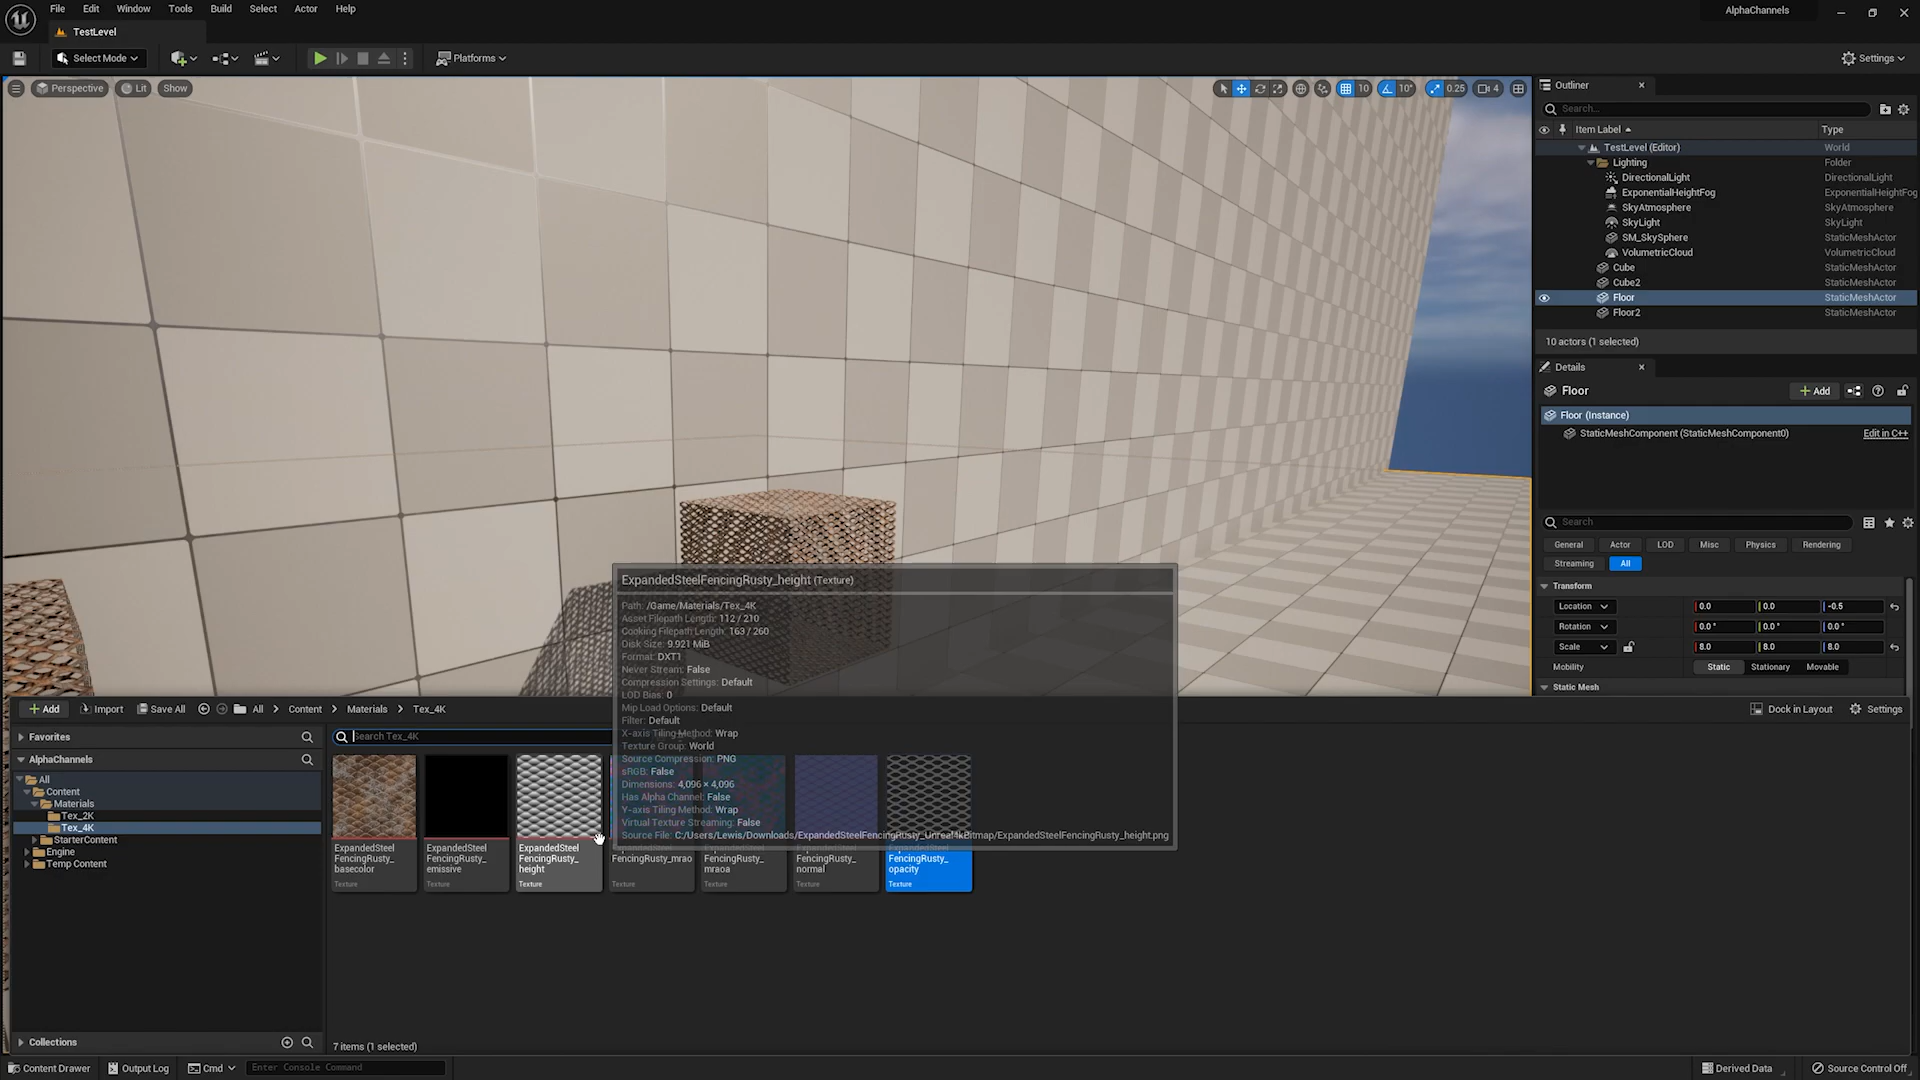 File Edit Window Tools Build Select Actor Help
AlphaChannels
TestLevel
Select Mode
Platforms
Settings
Perspective
Lit
Show
10
10°
0.25
4
Outliner
Search...
Item Label
Type
TestLevel (Editor) World
Lighting Folder
DirectionalLight DirectionalLight
ExponentialHeightFog ExponentialHeightFog
SkyAtmosphere SkyAtmosphere
SkyLight SkyLight
SM_SkySphere StaticMeshActor
VolumetricCloud VolumetricCloud
Cube StaticMeshActor
Cube2 StaticMeshActor
Floor StaticMeshActor
Floor2 StaticMeshActor
10 actors (1 selected)
Details
Floor
Add
Floor (Instance)
StaticMeshComponent (StaticMeshComponent0) Edit in C++
Search
General Actor LOD Misc Physics Rendering
Streaming All
Transform
Location 0.0 0.0 -0.5
Rotation 0.0° 0.0° 0.0°
Scale 8.0 8.0 8.0
Mobility Static Stationary Movable
Static Mesh
ExpandedSteelFencingRusty_height (Texture)
Path: /Game/Materials/Tex_4K
Asset Filepath Length: 112 / 210
Cooking Filepath Length: 163 / 260
Disk Size: 9.921 MiB
Format: DXT1
Never Stream: False
Compression Settings: Default
LOD Bias: 0
Mip Load Options: Default
Filter: Default
X-axis Tiling Method: Wrap
Texture Group: World
Source Compression: PNG
sRGB: False
Dimensions: 4,096 × 4,096
Has Alpha Channel: False
Y-axis Tiling Method: Wrap
Virtual Texture Streaming: False
Source File: C:/Users/Lewis/Downloads/ExpandedSteelFencingRusty_Unreal4kBitmap/ExpandedSteelFencingRusty_height.png
Add Import Save All All Content Materials Tex_4K
Dock in Layout Settings
Favorites
AlphaChannels
All
Content
Materials
Tex_2K
Tex_4K
StarterContent
Engine
Temp Content
Collections
Search Tex_4K
ExpandedSteel
FencingRusty_
basecolor
Texture
ExpandedSteel
FencingRusty_
emissive
Texture
ExpandedSteel
FencingRusty_
height
Texture
FencingRusty_mrao
Texture
FencingRusty_
mraoa
Texture
FencingRusty_
normal
Texture
FencingRusty_
opacity
Texture
7 items (1 selected)
Content Drawer Output Log Cmd Enter Console Command
Derived Data Source Control Off